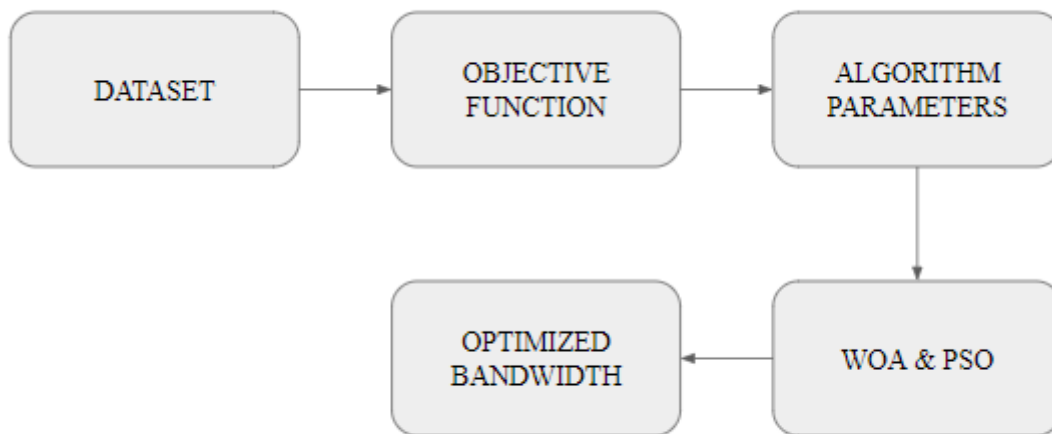 DATASET
OBJECTIVE
FUNCTION
ALGORITHM
PARAMETERS
WOA & PSO
OPTIMIZED
BANDWIDTH